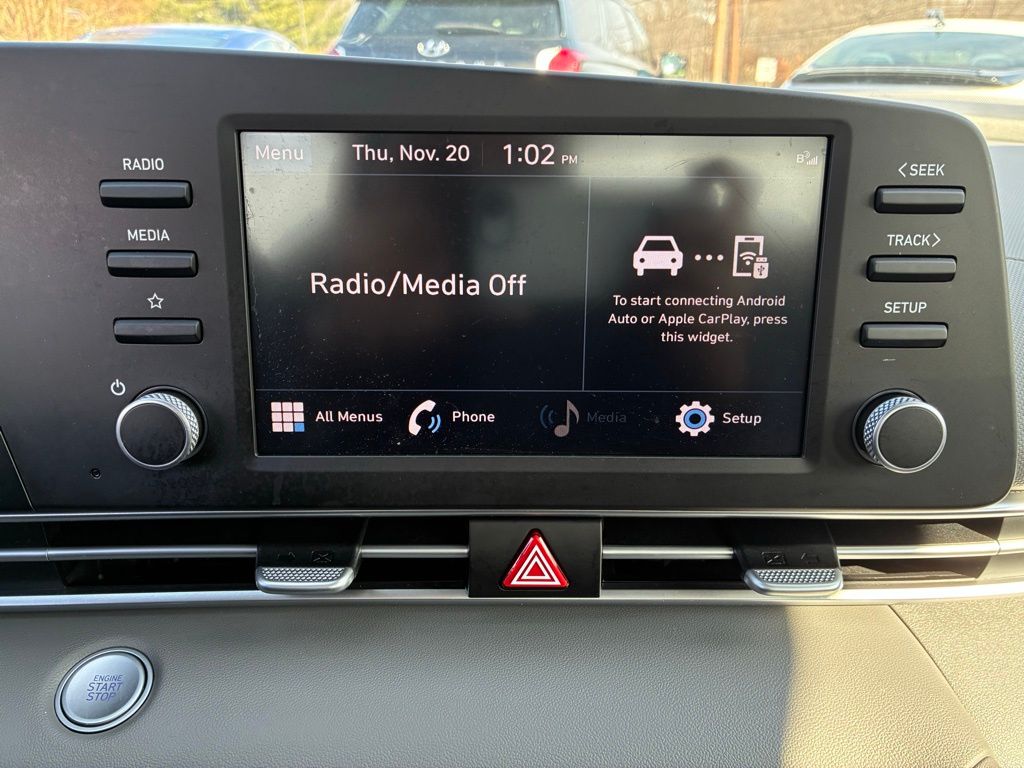 RADIO
MEDIA
Menu
Thu, Nov. 20
1:02 PM
B
Radio/Media Off
To start connecting Android
Auto or Apple CarPlay, press
this widget.
All Menus
Phone
Media
Setup
<SEEK
TRACK>
SETUP
ENGINE
START
STOP